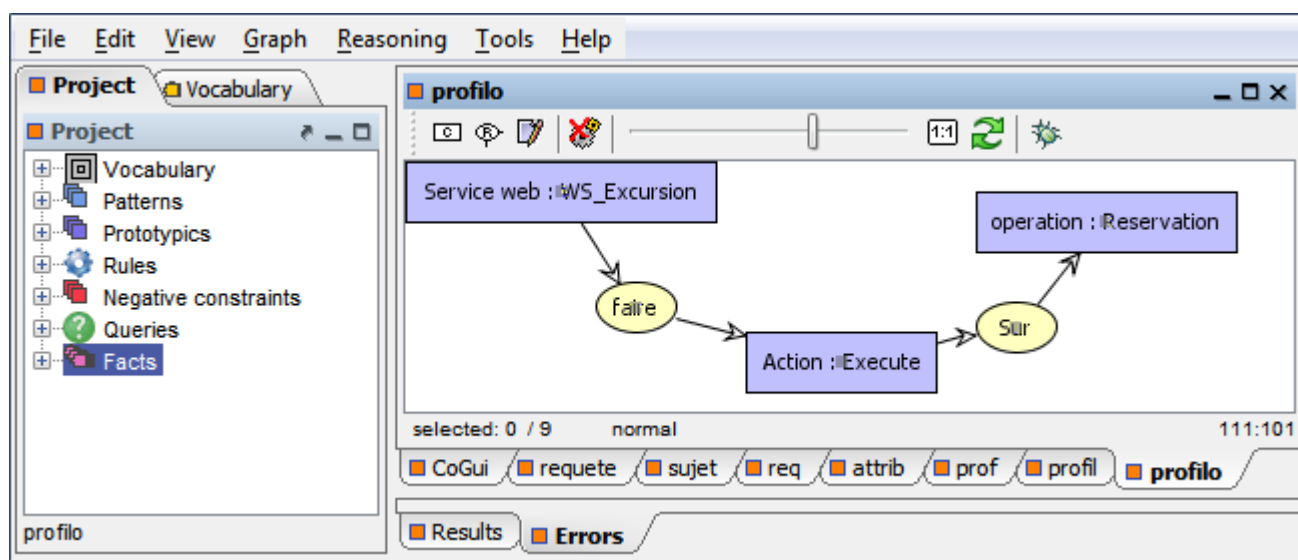 File Edit View Graph Reasoning Tools Help
Project Vocabulary
Project
Vocabulary
Patterns
Prototypics
Rules
Negative constraints
Queries
Facts
profilo
profilo
C R 1:1
Service web : WS_Excursion
operation : Reservation
faire
Sur
Action : Execute
selected: 0 / 9 normal 111:101
CoGui requete sujet req attrib prof profil profilo
Results Errors